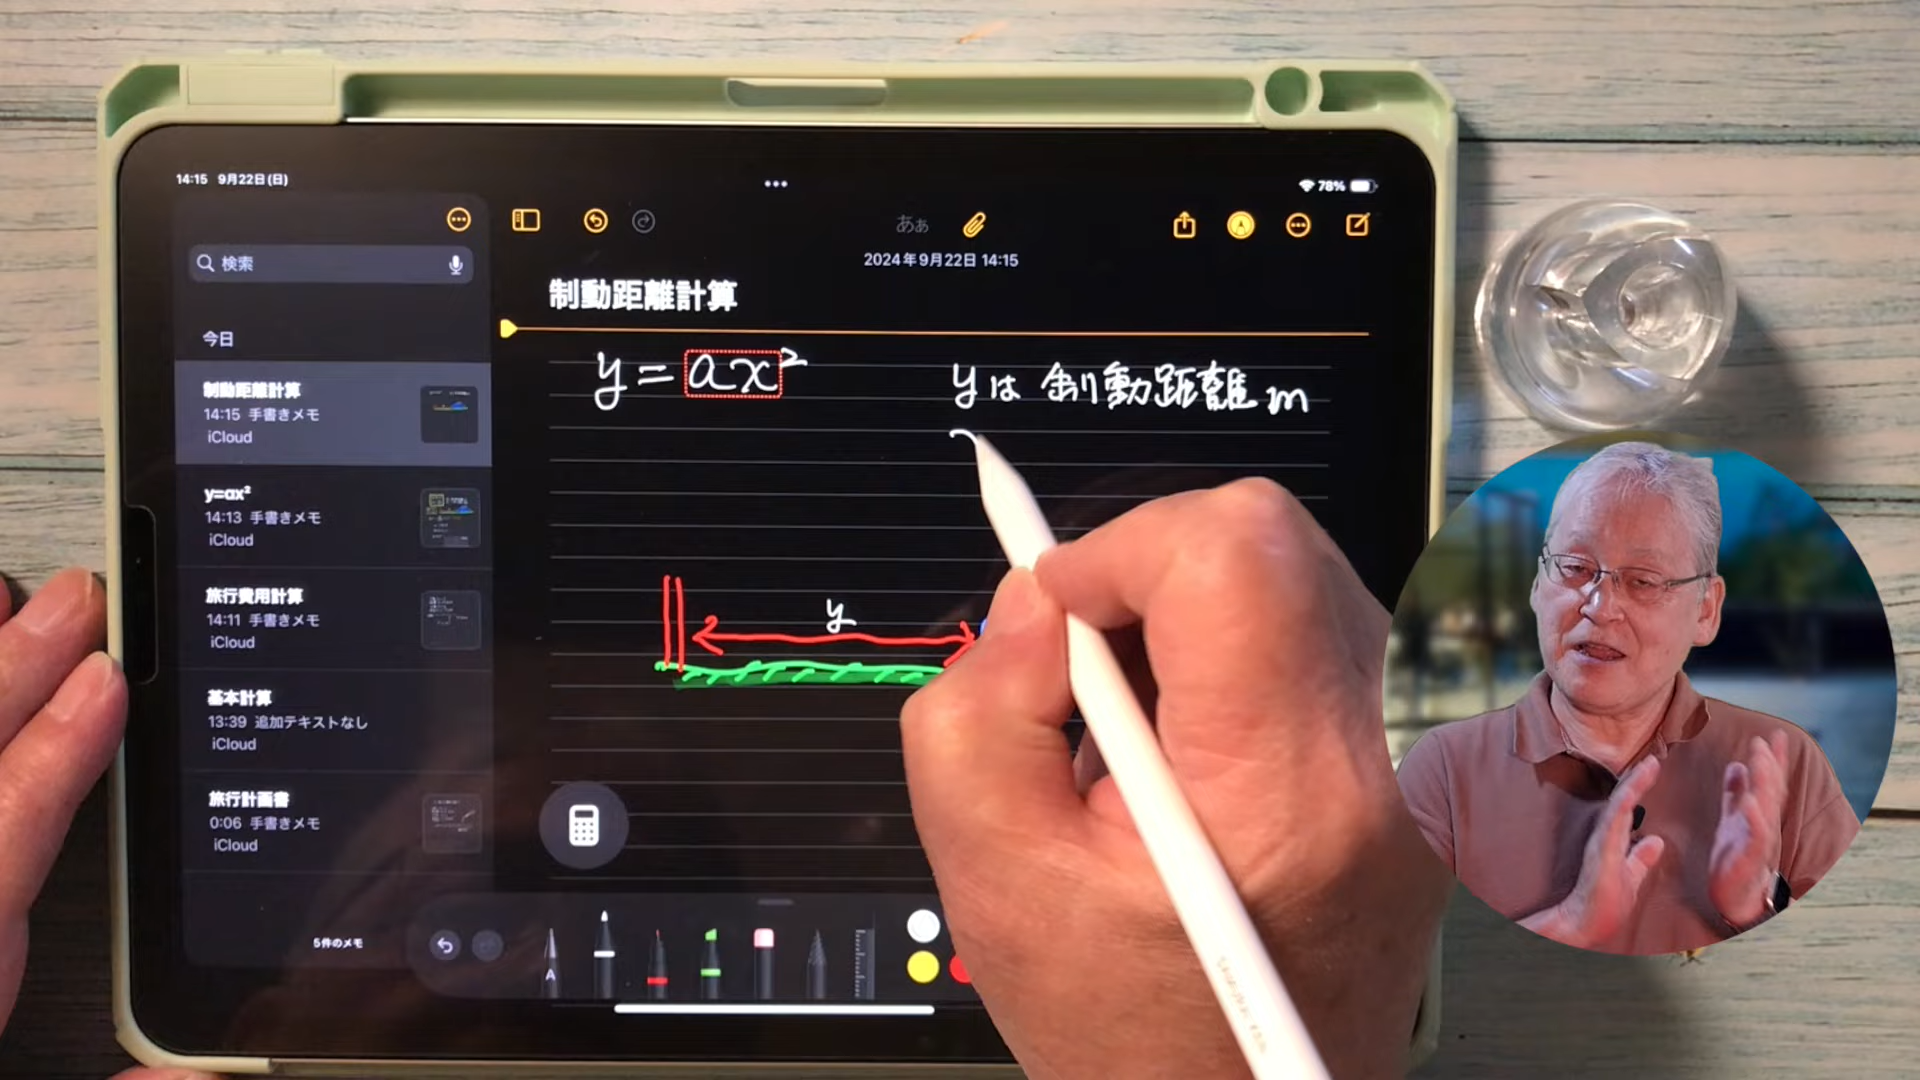 14:15 9月22日(日)
78%
あぁ
検索
2024年9月22日 14:15
制動距離計算
今日
制動距離計算
14:15 手書きメモ
iCloud
y=ax²
14:13 手書きメモ
iCloud
旅行費用計算
14:11 手書きメモ
iCloud
基本計算
13:39 追加テキストなし
iCloud
旅行計画書
0:06 手書きメモ
iCloud
5件のメモ
y=ax²
yは 制動距離m
y
A